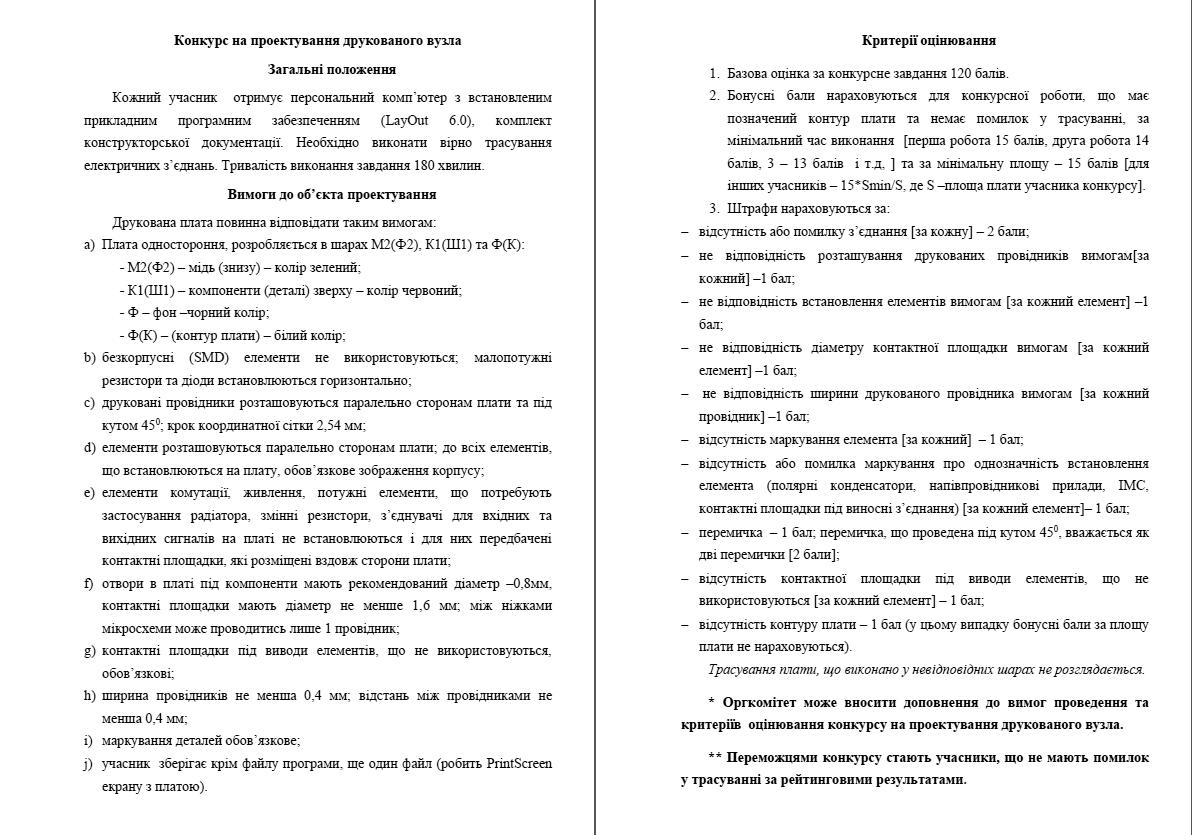 Конкурс на проектування друкованого вузла
Загальні положення
Кожний учасник отримує персональний комп’ютер з встановленим
прикладним програмним забезпеченням (LayOut 6.0), комплект
конструкторської документації. Необхідно виконати вірно трасування
електричних з’єднань. Тривалість виконання завдання 180 хвилин.
Вимоги до об’єкта проектування
Друкована плата повинна відповідати таким вимогам:
a) Плата одностороння, розробляється в шарах М2(Ф2), К1(Ш1) та Ф(К):
- М2(Ф2) – мідь (знизу) – колір зелений;
- К1(Ш1) – компоненти (деталі) зверху – колір червоний;
- Ф – фон –чорний колір;
- Ф(К) – (контур плати) – білий колір;
b) безкорпусні (SMD) елементи не використовуються; малопотужні
резистори та діоди встановлюються горизонтально;
c) друковані провідники розташовуються паралельно сторонам плати та під
кутом 45⁰; крок координатної сітки 2,54 мм;
d) елементи розташовуються паралельно сторонам плати; до всіх елементів,
що встановлюються на плату, обов’язкове зображення корпусу;
e) елементи комутації, живлення, потужні елементи, що потребують
застосування радіатора, змінні резистори, з’єднувачі для вхідних та
вихідних сигналів на платі не встановлюються і для них передбачені
контактні площадки, які розміщені вздовж сторони плати;
f) отвори в платі під компоненти мають рекомендований діаметр –0,8мм,
контактні площадки мають діаметр не менше 1,6 мм; між ніжками
мікросхеми може проводитись лише 1 провідник;
g) контактні площадки під виводи елементів, що не використовуються,
обов’язкові;
h) ширина провідників не менша 0,4 мм; відстань між провідниками не
менша 0,4 мм;
i) маркування деталей обов’язкове;
j) учасник зберігає крім файлу програми, ще один файл (робить PrintScreen
екрану з платою).
Критерії оцінювання
1. Базова оцінка за конкурсне завдання 120 балів.
2. Бонусні бали нараховуються для конкурсної роботи, що має
позначений контур плати та немає помилок у трасуванні, за
мінімальний час виконання [перша робота 15 балів, друга робота 14
балів, 3 – 13 балів і т.д, ] та за мінімальну площу – 15 балів [для
інших учасників – 15*Smin/S, де S –площа плати учасника конкурсу].
3. Штрафи нараховуються за:
– відсутність або помилку з’єднання [за кожну] – 2 бали;
– не відповідність розташування друкованих провідників вимогам[за
кожний] –1 бал;
– не відповідність встановлення елементів вимогам [за кожний елемент] –1
бал;
– не відповідність діаметру контактної площадки вимогам [за кожний
елемент] –1 бал;
– не відповідність ширини друкованого провідника вимогам [за кожний
провідник] –1 бал;
– відсутність маркування елемента [за кожний] – 1 бал;
– відсутність або помилка маркування про однозначність встановлення
елемента (полярні конденсатори, напівпровідникові прилади, ІМС,
контактні площадки під виносні з’єднання) [за кожний елемент]– 1 бал;
– перемичка – 1 бал; перемичка, що проведена під кутом 45⁰, вважається як
дві перемички [2 бали];
– відсутність контактної площадки під виводи елементів, що не
використовуються [за кожний елемент] – 1 бал;
– відсутність контуру плати – 1 бал (у цьому випадку бонусні бали за площу
плати не нараховуються).
Трасування плати, що виконано у невідповідних шарах не розглядається.
* Оргкомітет може вносити доповнення до вимог проведення та
критеріїв оцінювання конкурсу на проектування друкованого вузла.
** Переможцями конкурсу стають учасники, що не мають помилок
у трасуванні за рейтинговими результатами.